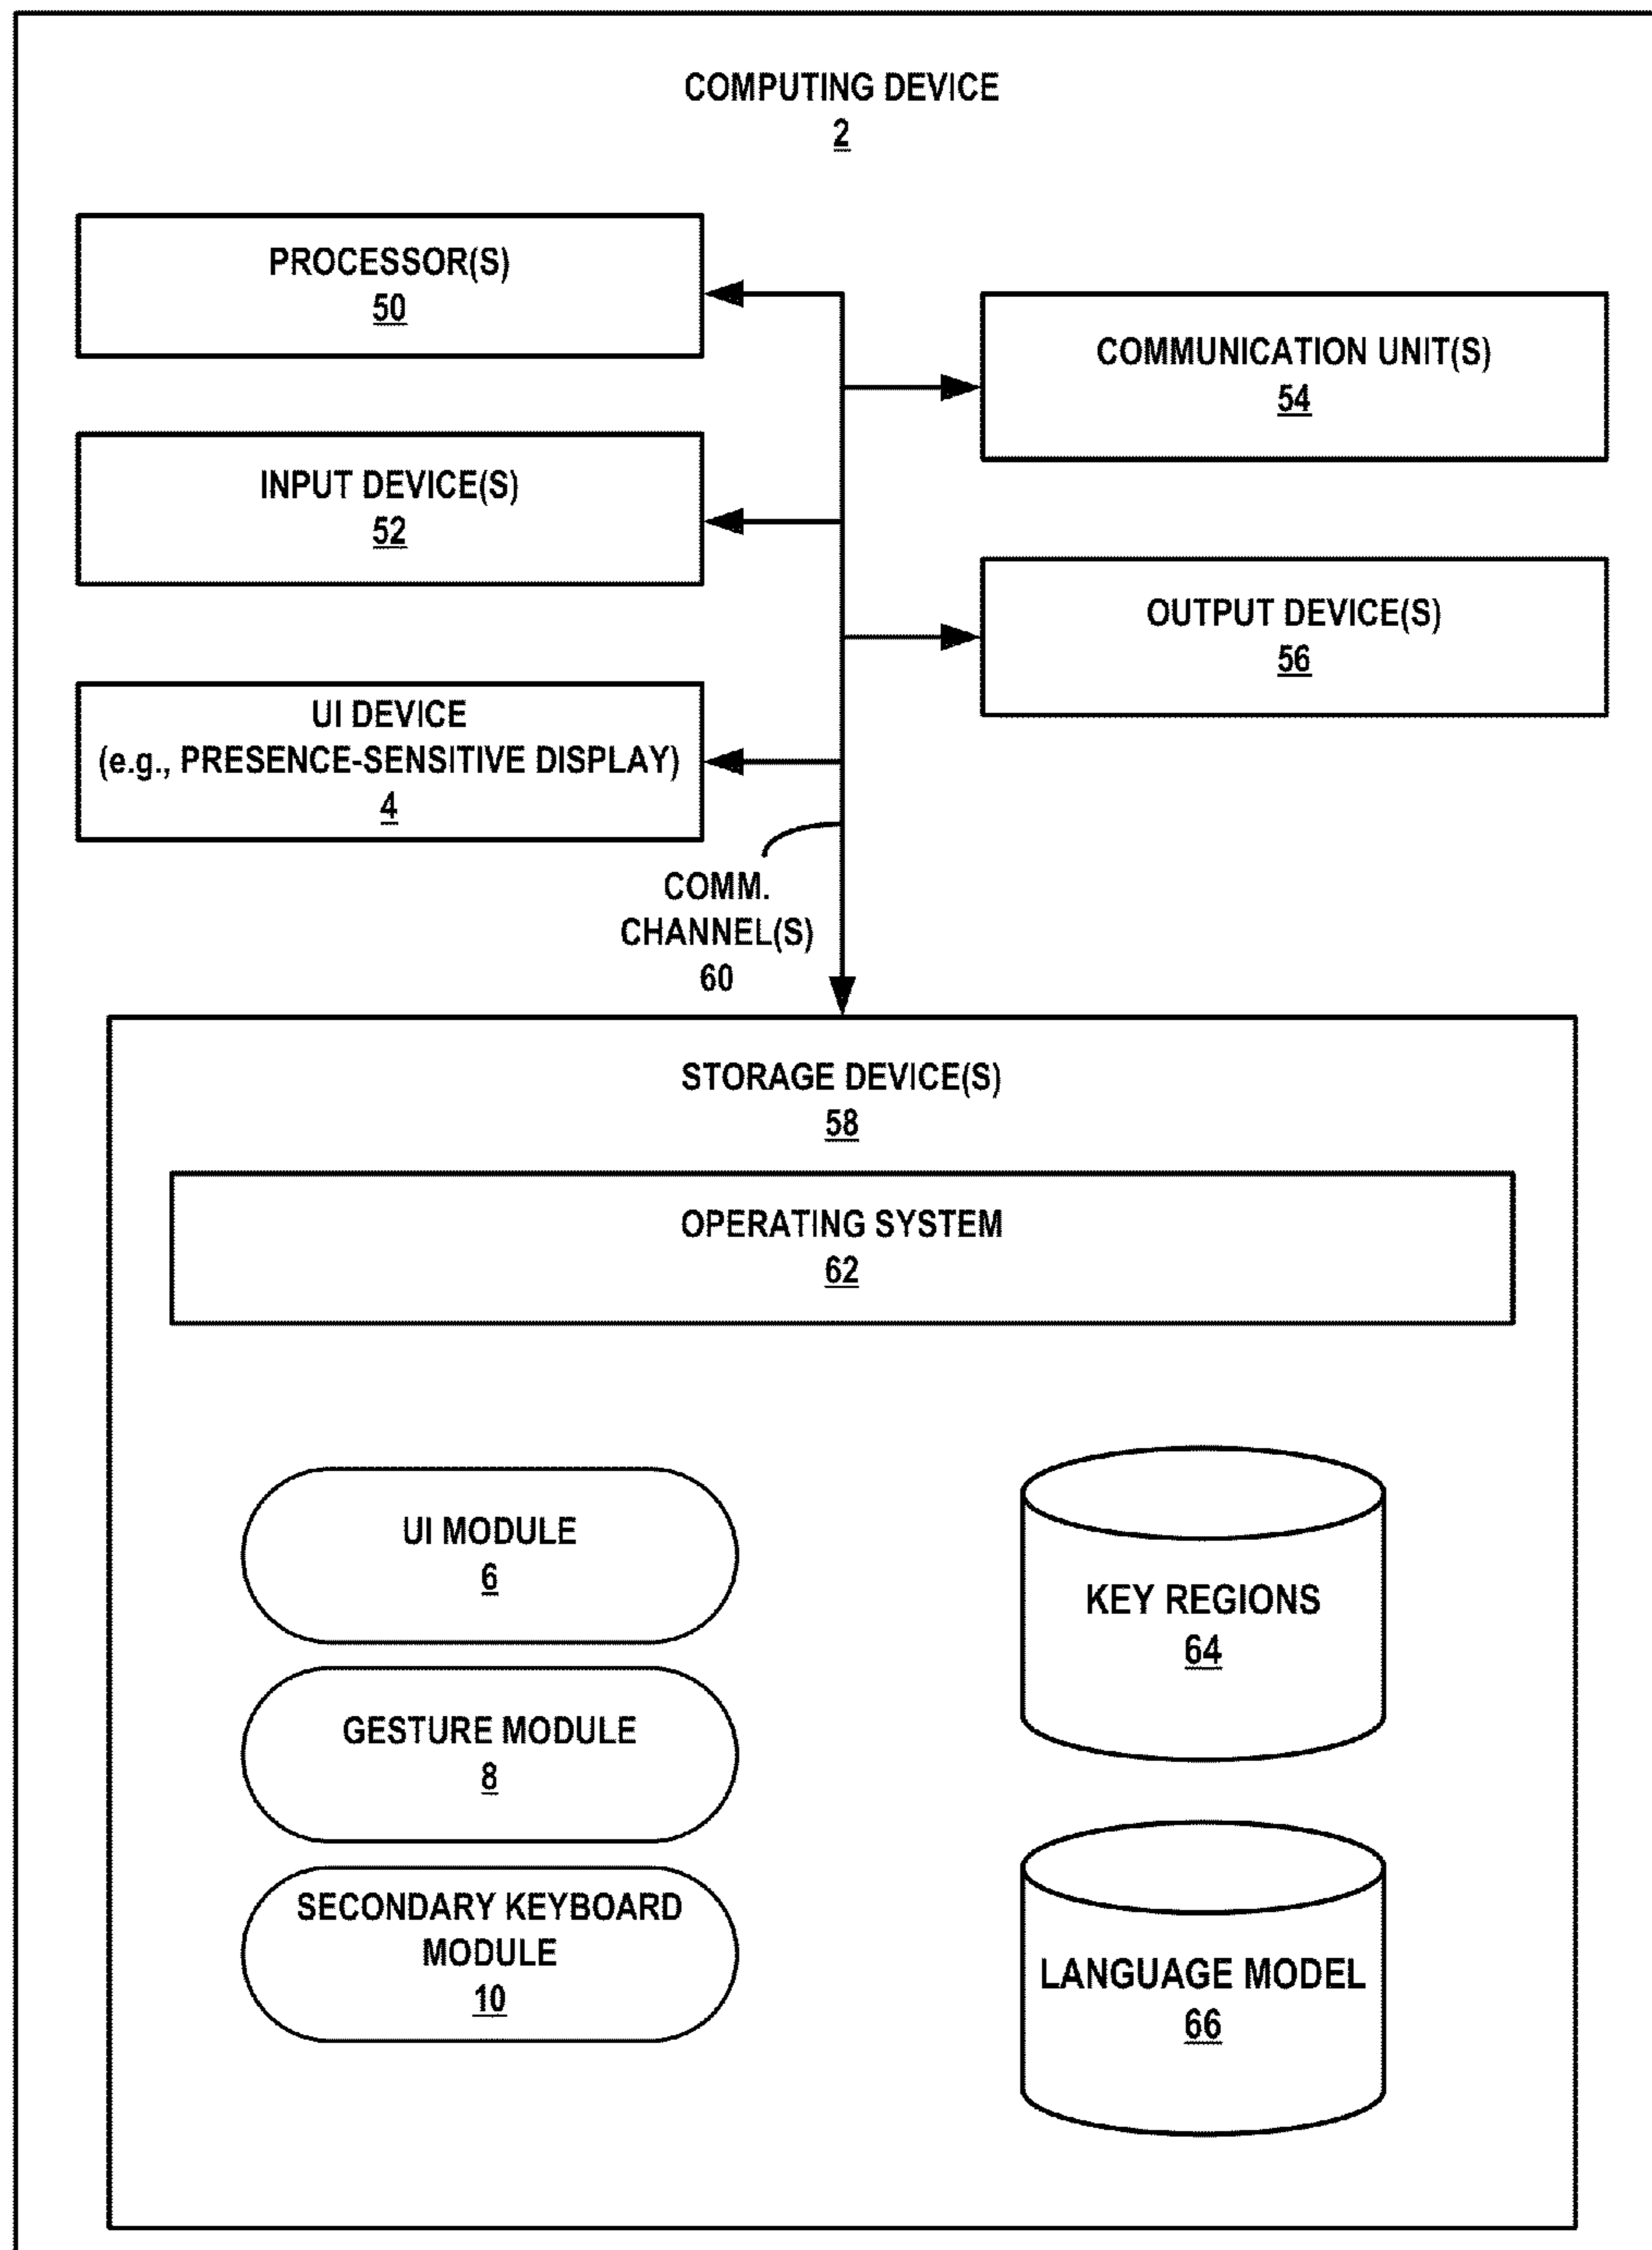 COMPUTING DEVICE
2
PROCESSOR(S)
50
COMMUNICATION UNIT(S)
54
INPUT DEVICE(S)
52
OUTPUT DEVICE(S)
56
UI DEVICE
(e.g., PRESENCE-SENSITIVE DISPLAY)
4
COMM.
CHANNEL(S)
60
STORAGE DEVICE(S)
58
OPERATING SYSTEM
62
UI MODULE
6
KEY REGIONS
64
GESTURE MODULE
8
SECONDARY KEYBOARD
MODULE
10
LANGUAGE MODEL
66